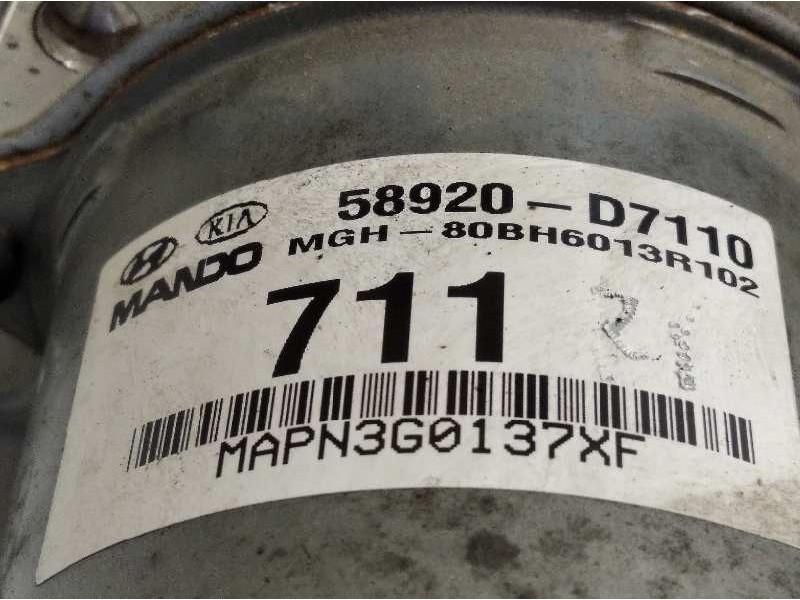 58920-D7110
KIA
MGH-80BH6013R102
MANDO
711
MAPN3G0137XF